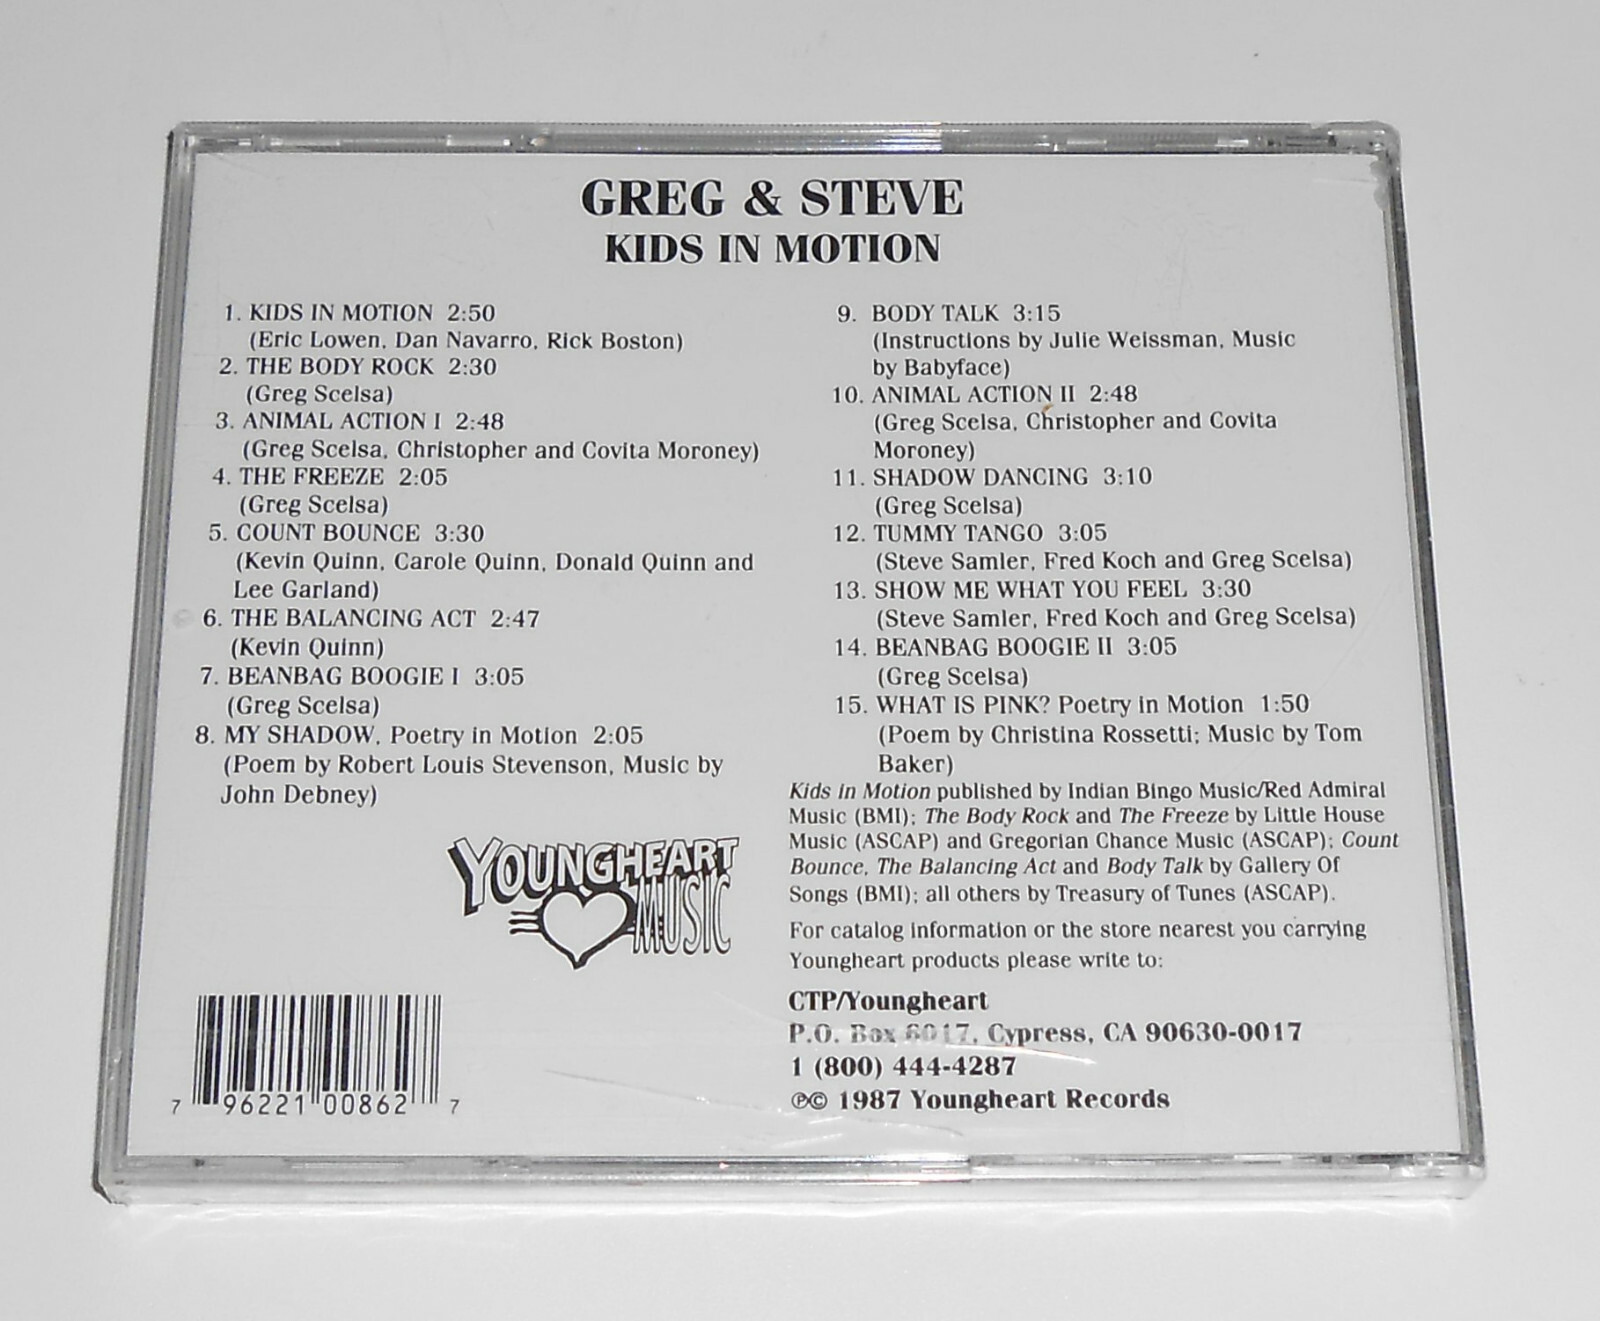 GREG & STEVE
KIDS IN MOTION
1. KIDS IN MOTION 2:50
(Eric Lowen, Dan Navarro, Rick Boston)
2. THE BODY ROCK 2:30
(Greg Scelsa)
3. ANIMAL ACTION I 2:48
(Greg Scelsa, Christopher and Covita Moroney)
4. THE FREEZE 2:05
(Greg Scelsa)
5. COUNT BOUNCE 3:30
(Kevin Quinn, Carole Quinn, Donald Quinn and
Lee Garland)
6. THE BALANCING ACT 2:47
(Kevin Quinn)
7. BEANBAG BOOGIE I 3:05
(Greg Scelsa)
8. MY SHADOW, Poetry in Motion 2:05
(Poem by Robert Louis Stevenson, Music by
John Debney)
9. BODY TALK 3:15
(Instructions by Julie Weissman, Music
by Babyface)
10. ANIMAL ACTION II 2:48
(Greg Scelsa, Christopher and Covita
Moroney)
11. SHADOW DANCING 3:10
(Greg Scelsa)
12. TUMMY TANGO 3:05
(Steve Samler, Fred Koch and Greg Scelsa)
13. SHOW ME WHAT YOU FEEL 3:30
(Steve Samler, Fred Koch and Greg Scelsa)
14. BEANBAG BOOGIE II 3:05
(Greg Scelsa)
15. WHAT IS PINK? Poetry in Motion 1:50
(Poem by Christina Rossetti; Music by Tom
Baker)
Kids in Motion published by Indian Bingo Music/Red Admiral
Music (BMI); The Body Rock and The Freeze by Little House
Music (ASCAP) and Gregorian Chance Music (ASCAP); Count
Bounce, The Balancing Act and Body Talk by Gallery Of
Songs (BMI); all others by Treasury of Tunes (ASCAP).
For catalog information or the store nearest you carrying
Youngheart products please write to:
CTP/Youngheart
P.O. Box 6017, Cypress, CA 90630-0017
1 (800) 444-4287
℗© 1987 Youngheart Records
YOUNGHEART
MUSIC
7 96221 00862 7